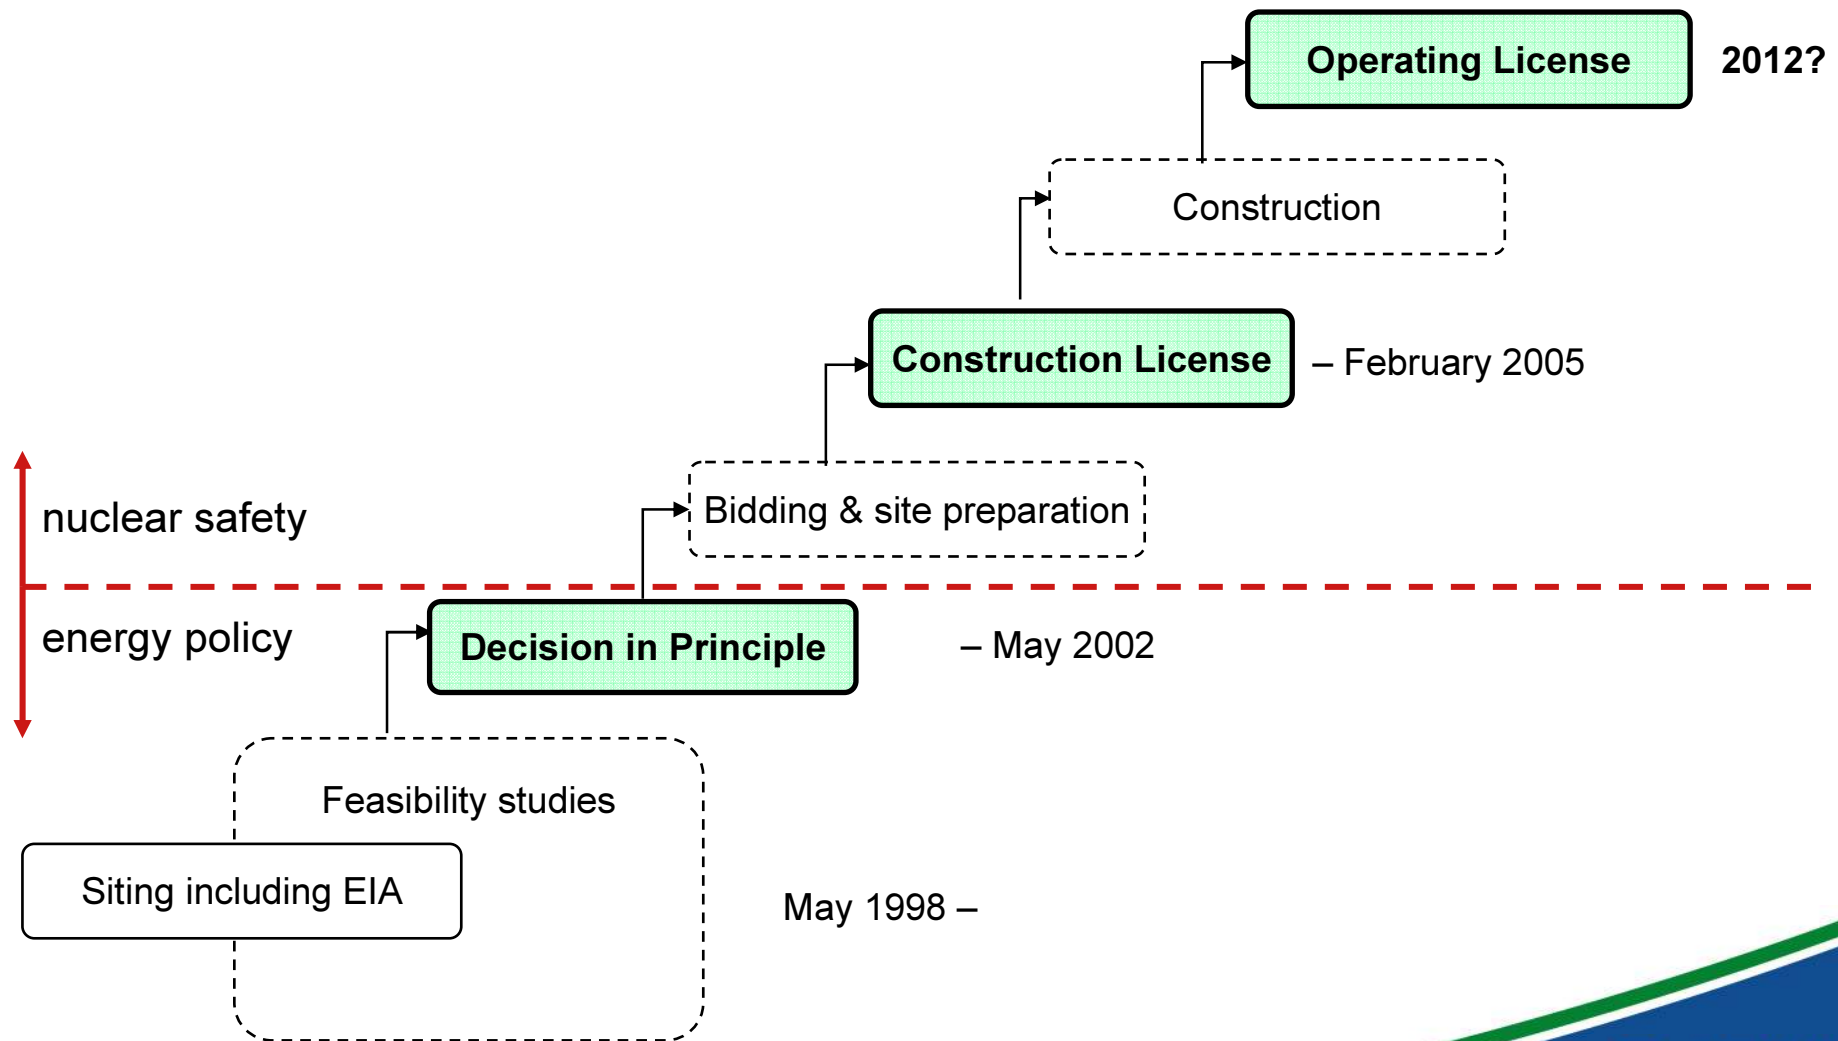 Operating License 2012?
Construction
Construction License – February 2005
nuclear safety
Bidding & site preparation
energy policy
Decision in Principle – May 2002
Feasibility studies
Siting including EIA
May 1998 –